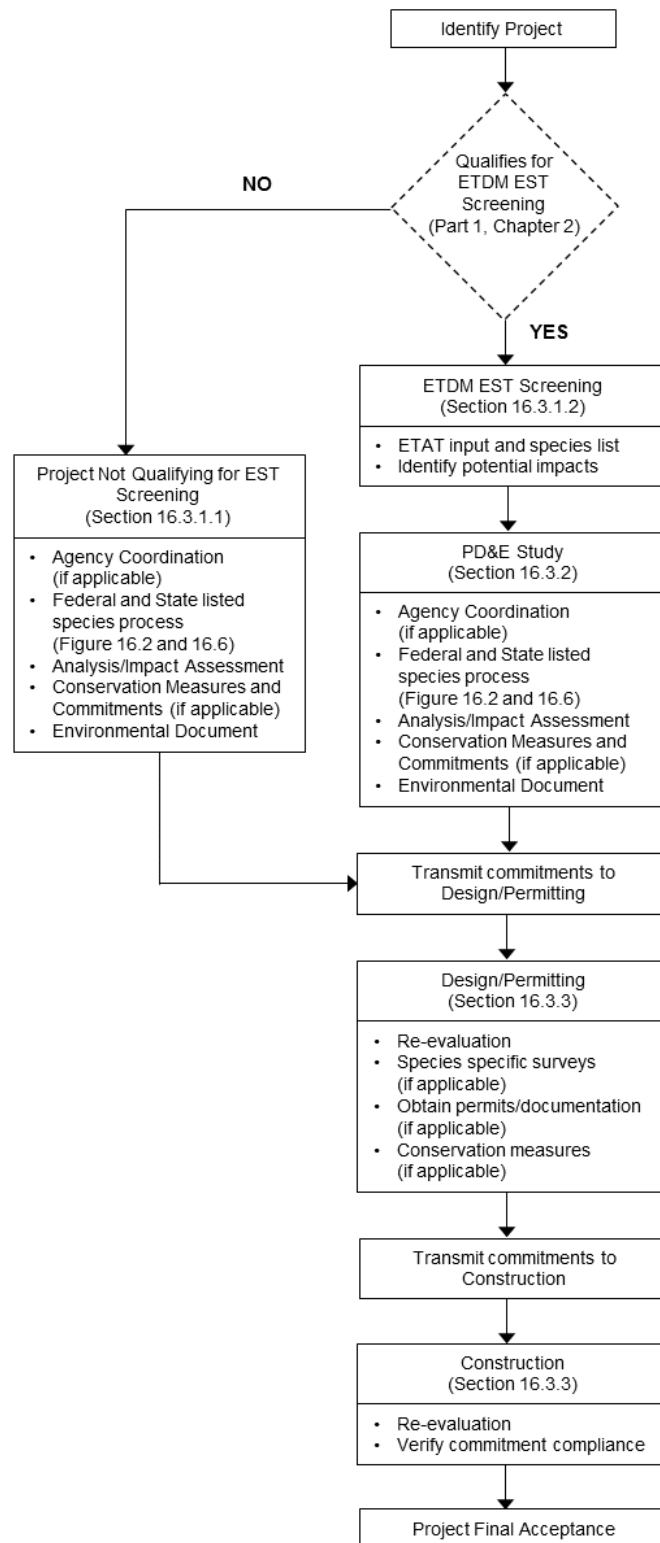 Identify Project
Qualifies for
ETDM EST
Screening
(Part 1, Chapter 2)
NO
YES
ETDM EST Screening
(Section 16.3.1.2)
• ETAT input and species list
• Identify potential impacts
Project Not Qualifying for EST
Screening
(Section 16.3.1.1)
• Agency Coordination
(if applicable)
• Federal and State listed
species process
(Figure 16.2 and 16.6)
• Analysis/Impact Assessment
• Conservation Measures and
Commitments (if applicable)
• Environmental Document
PD&E Study
(Section 16.3.2)
• Agency Coordination
(if applicable)
• Federal and State listed
species process
(Figure 16.2 and 16.6)
• Analysis/Impact Assessment
• Conservation Measures and
Commitments (if applicable)
• Environmental Document
Transmit commitments to
Design/Permitting
Design/Permitting
(Section 16.3.3)
• Re-evaluation
• Species specific surveys
(if applicable)
• Obtain permits/documentation
(if applicable)
• Conservation measures
(if applicable)
Transmit commitments to
Construction
Construction
(Section 16.3.3)
• Re-evaluation
• Verify commitment compliance
Project Final Acceptance